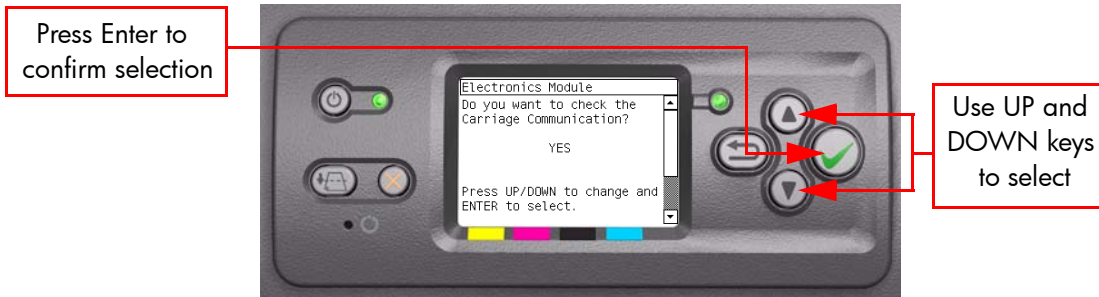 Press Enter to
confirm selection
Electronics Module
Do you want to check the
Carriage Communication?
YES
Press UP/DOWN to change and
ENTER to select.
Use UP and
DOWN keys
to select